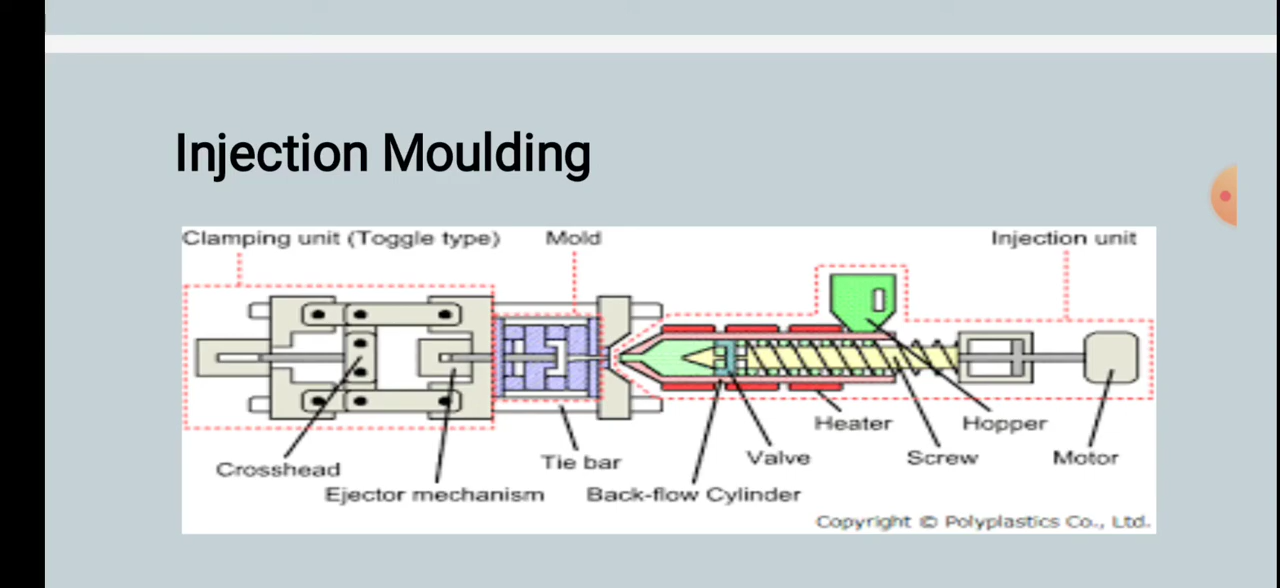 Injection Moulding
Clamping unit (Toggle type) Mold Injection unit
Heater Hopper
Crosshead Tie bar Valve Screw Motor
Ejector mechanism Back-flow Cylinder
Copyright © Polyplastics Co., Ltd.